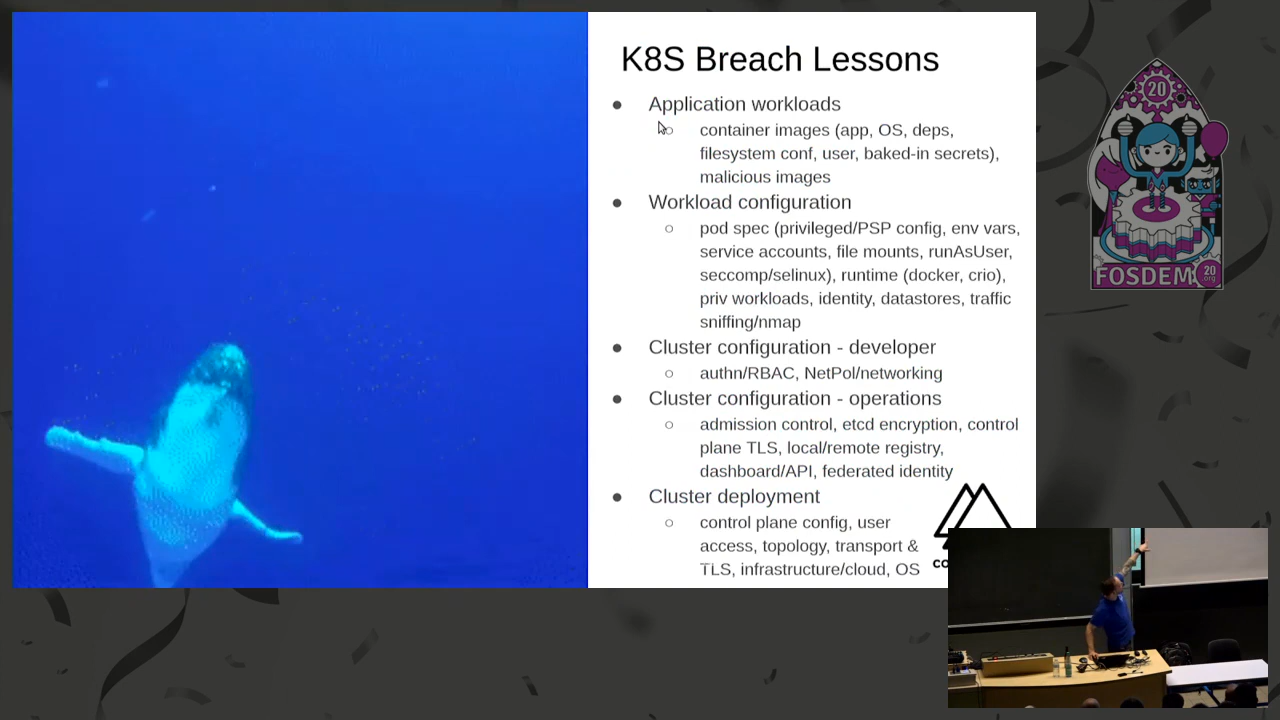 K8S Breach Lessons
Application workloads
container images (app, OS, deps,
filesystem conf, user, baked-in secrets),
malicious images
Workload configuration
pod spec (privileged/PSP config, env vars,
service accounts, file mounts, runAsUser,
seccomp/selinux), runtime (docker, crio),
priv workloads, identity, datastores, traffic
sniffing/nmap
Cluster configuration - developer
authn/RBAC, NetPol/networking
Cluster configuration - operations
admission control, etcd encryption, control
plane TLS, local/remote registry,
dashboard/API, federated identity
Cluster deployment
control plane config, user
access, topology, transport &
TLS, infrastructure/cloud, OS
20
FOSDEM
20
.org